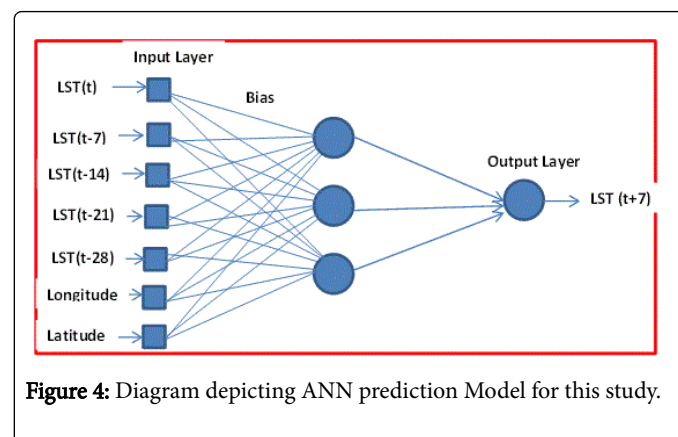 Input Layer
LST(t)
Bias
LST(t-7)
LST(t-14)
Output Layer
LST (t+7)
LST(t-21)
LST(t-28)
Longitude
Latitude
Figure 4: Diagram depicting ANN prediction Model for this study.